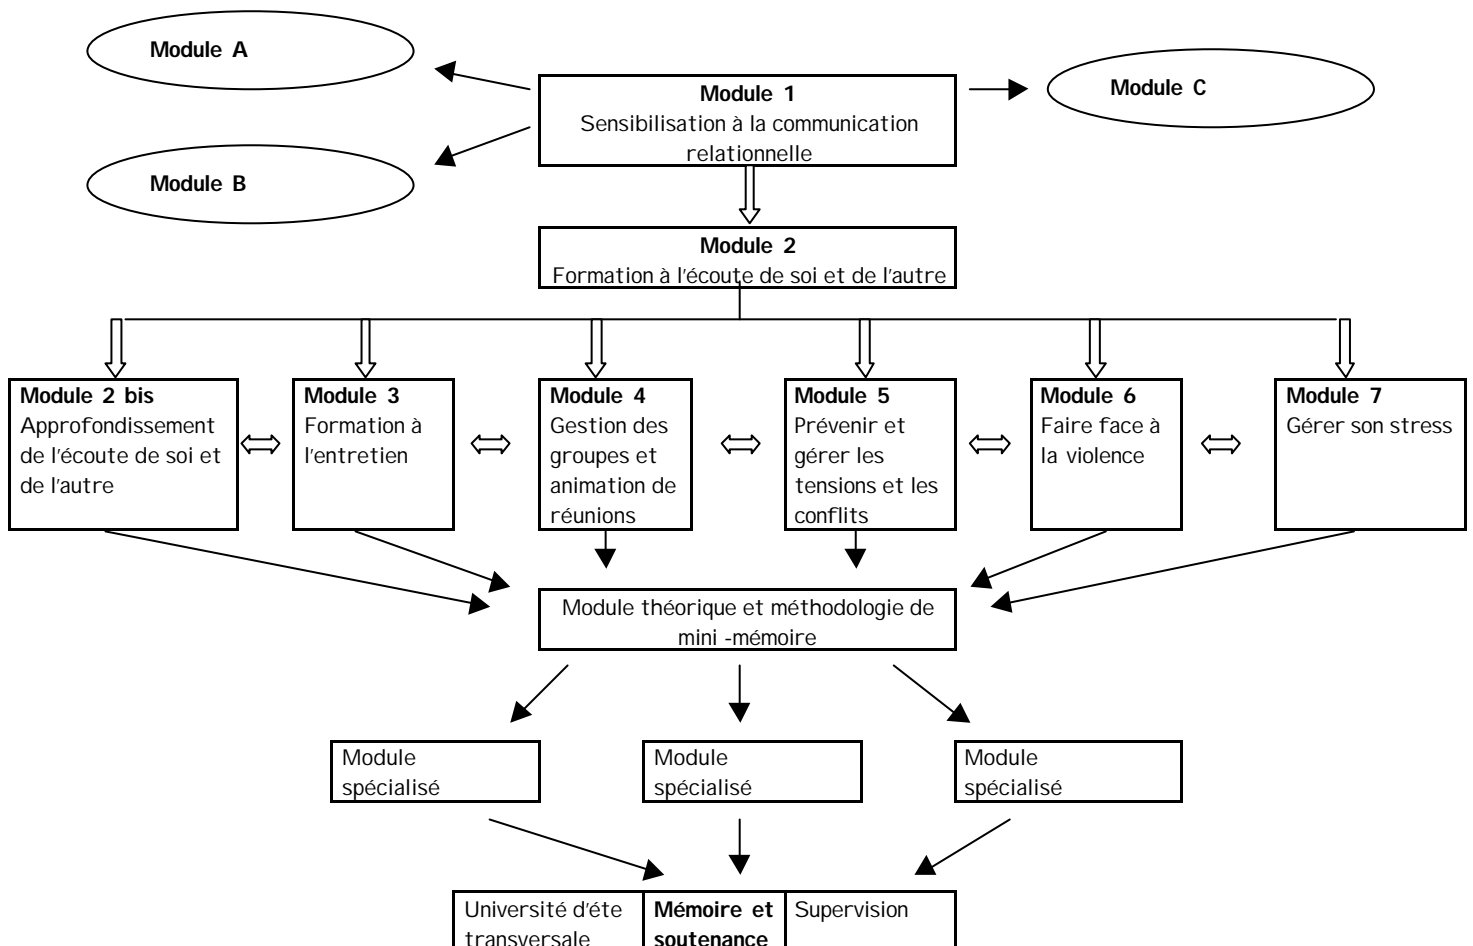 Module A
Module 1
Sensibilisation à la communication
relationnelle
Module C
Module B
Module 2
Formation à l'écoute de soi et de l'autre
Module 2 bis
Approfondissement
de l'écoute de soi et
de l'autre
Module 3
Formation à
l'entretien
Module 4
Gestion des
groupes et
animation de
réunions
Module 5
Prévenir et
gérer les
tensions et les
conflits
Module 6
Faire face à
la violence
Module 7
Gérer son stress
Module théorique et méthodologie de
mini -mémoire
Module
spécialisé
Module
spécialisé
Module
spécialisé
Université d'éte
transversale
Mémoire et
soutenance
Supervision